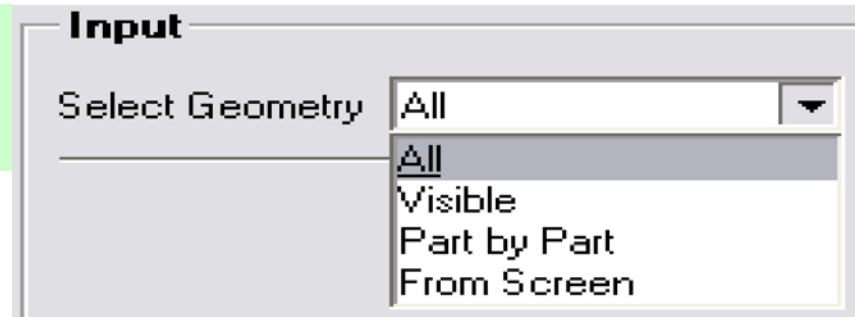 Input
Select Geometry All
All
Visible
Part by Part
From Screen